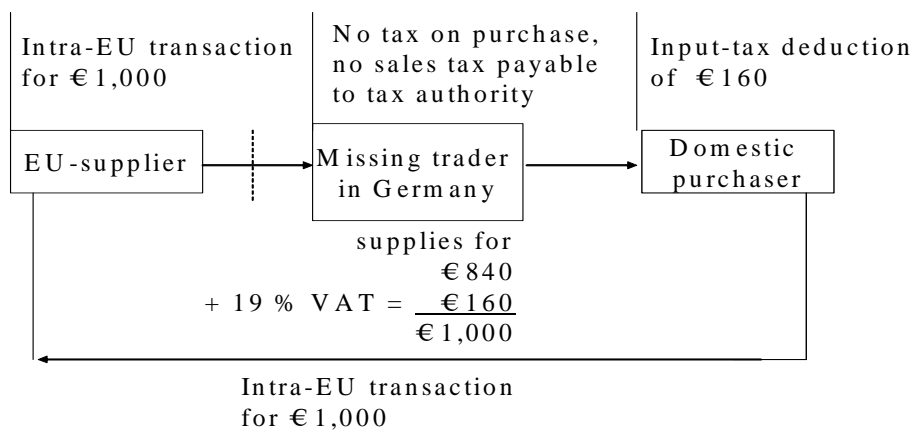 Intra-EU transaction
for € 1,000
No tax on purchase,
no sales tax payable
to tax authority
Input-tax deduction
of € 160
EU-supplier
Missing trader
in Germany
Domestic
purchaser
supplies for
€ 840
+ 19 % VAT = € 160
€ 1,000
Intra-EU transaction
for € 1,000